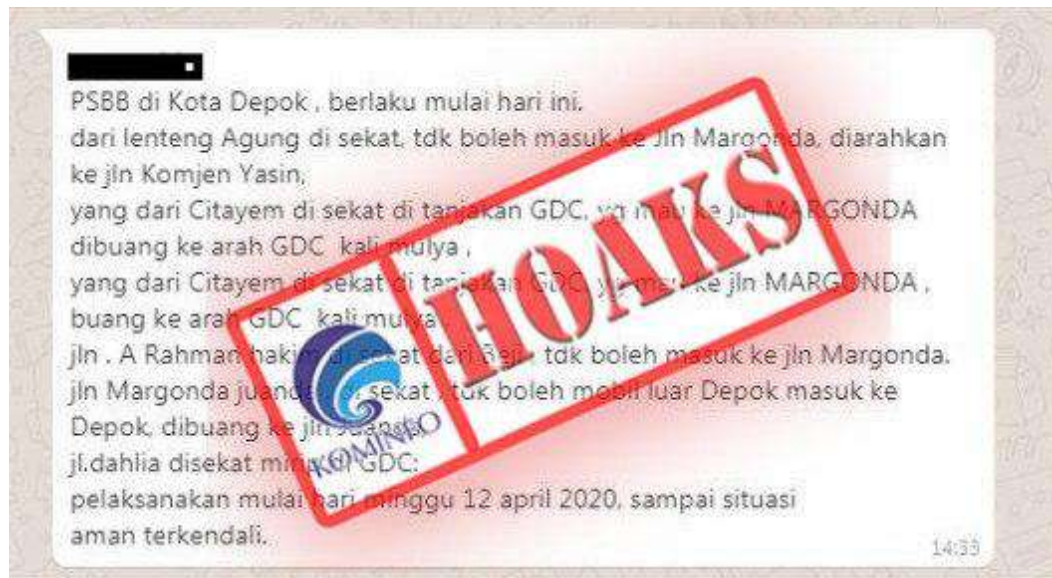 PSBB di Kota Depok , berlaku mulai hari ini.
dari lenteng Agung di sekat, tdk boleh masuk ke Jln Margonda, diarahkan
ke jln Komjen Yasin,
yang dari Citayem di sekat di tanjakan GDC, yg mau ke jln MARGONDA
dibuang ke arah GDC kali mulya ,
yang dari Citayem di sekat di tanjakan GDC, yg mau ke jln MARGONDA ,
buang ke arah GDC kali mulya
jln . A Rahman hakim di sekat dari Beji, tdk boleh masuk ke jln Margonda.
jln Margonda juanda di sekat , tdk boleh mobil luar Depok masuk ke
Depok, dibuang ke jln
jl.dahlia disekat GDC;
pelaksanakan mulai hari minggu 12 april 2020, sampai situasi
aman terkendali.
14:33
HOAKS
KOMINFO